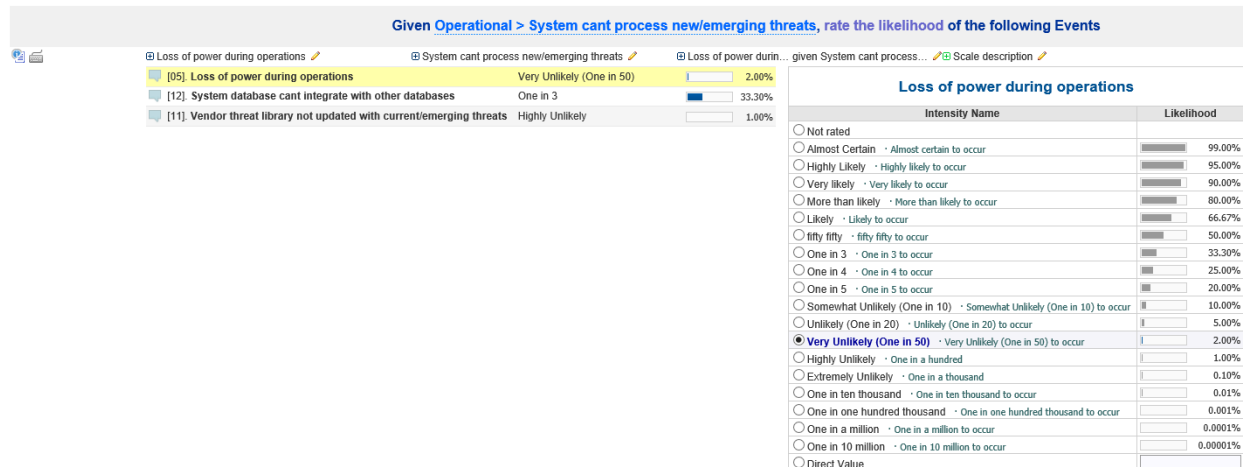 Given Operational > System cant process new/emerging threats, rate the likelihood of the following Events
Loss of power during operations
System cant process new/emerging threats
Loss of power durin... given System cant process...
Scale description
[05]. Loss of power during operations Very Unlikely (One in 50) 2.00%
[12]. System database cant integrate with other databases One in 3 33.30%
[11]. Vendor threat library not updated with current/emerging threats Highly Unlikely 1.00%
Loss of power during operations
Intensity Name Likelihood
Not rated
Almost Certain · Almost certain to occur 99.00%
Highly Likely · Highly likely to occur 95.00%
Very likely · Very likely to occur 90.00%
More than likely · More than likely to occur 80.00%
Likely · Likely to occur 66.67%
fifty fifty · fifty fifty to occur 50.00%
One in 3 · One in 3 to occur 33.30%
One in 4 · One in 4 to occur 25.00%
One in 5 · One in 5 to occur 20.00%
Somewhat Unlikely (One in 10) · Somewhat Unlikely (One in 10) to occur 10.00%
Unlikely (One in 20) · Unlikely (One in 20) to occur 5.00%
Very Unlikely (One in 50) · Very Unlikely (One in 50) to occur 2.00%
Highly Unlikely · One in a hundred 1.00%
Extremely Unlikely · One in a thousand 0.10%
One in ten thousand · One in ten thousand to occur 0.01%
One in one hundred thousand · One in one hundred thousand to occur 0.001%
One in a million · One in a million to occur 0.0001%
One in 10 million · One in 10 million to occur 0.00001%
Direct Value